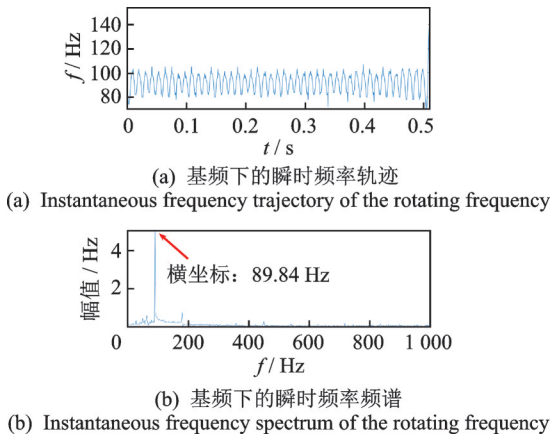 140
120
100
80
f / Hz
0 0.1 0.2 0.3 0.4 0.5
t / s
(a) 基频下的瞬时频率轨迹
(a) Instantaneous frequency trajectory of the rotating frequency
4
2
幅值 / Hz
横坐标：89.84 Hz
0 200 400 600 800 1 000
f / Hz
(b) 基频下的瞬时频率频谱
(b) Instantaneous frequency spectrum of the rotating frequency